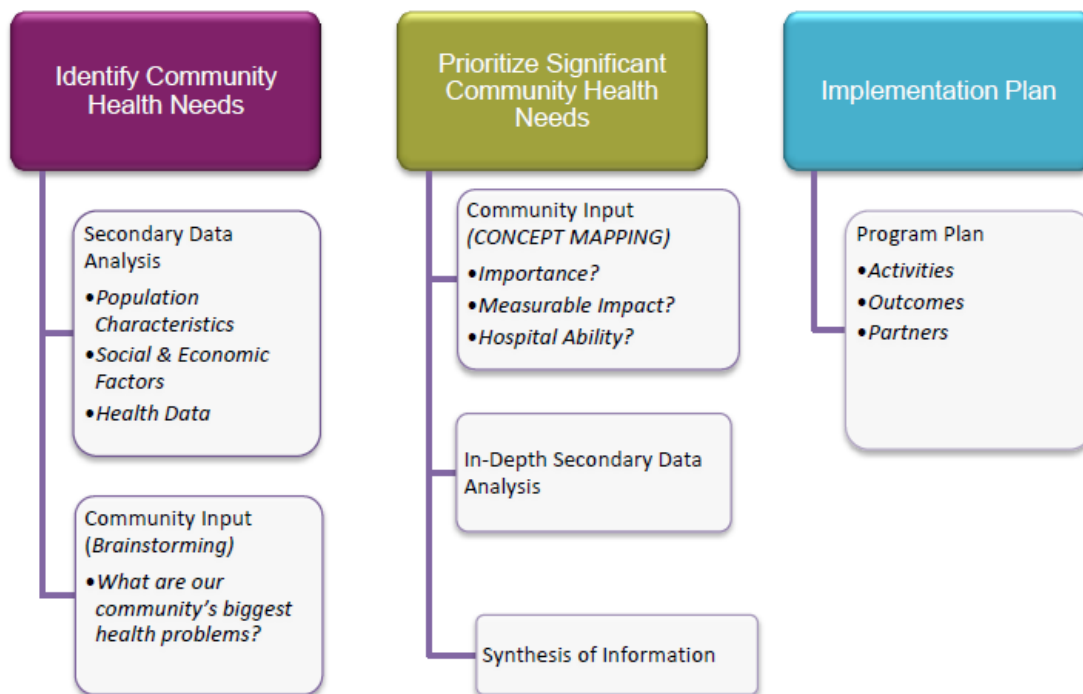 Identify Community
Health Needs
Secondary Data
Analysis
•Population
Characteristics
•Social & Economic
Factors
•Health Data
Community Input
(Brainstorming)
•What are our
community’s biggest
health problems?
Prioritize Significant
Community Health
Needs
Community Input
(CONCEPT MAPPING)
•Importance?
•Measurable Impact?
•Hospital Ability?
In-Depth Secondary Data
Analysis
Synthesis of Information
Implementation Plan
Program Plan
•Activities
•Outcomes
•Partners